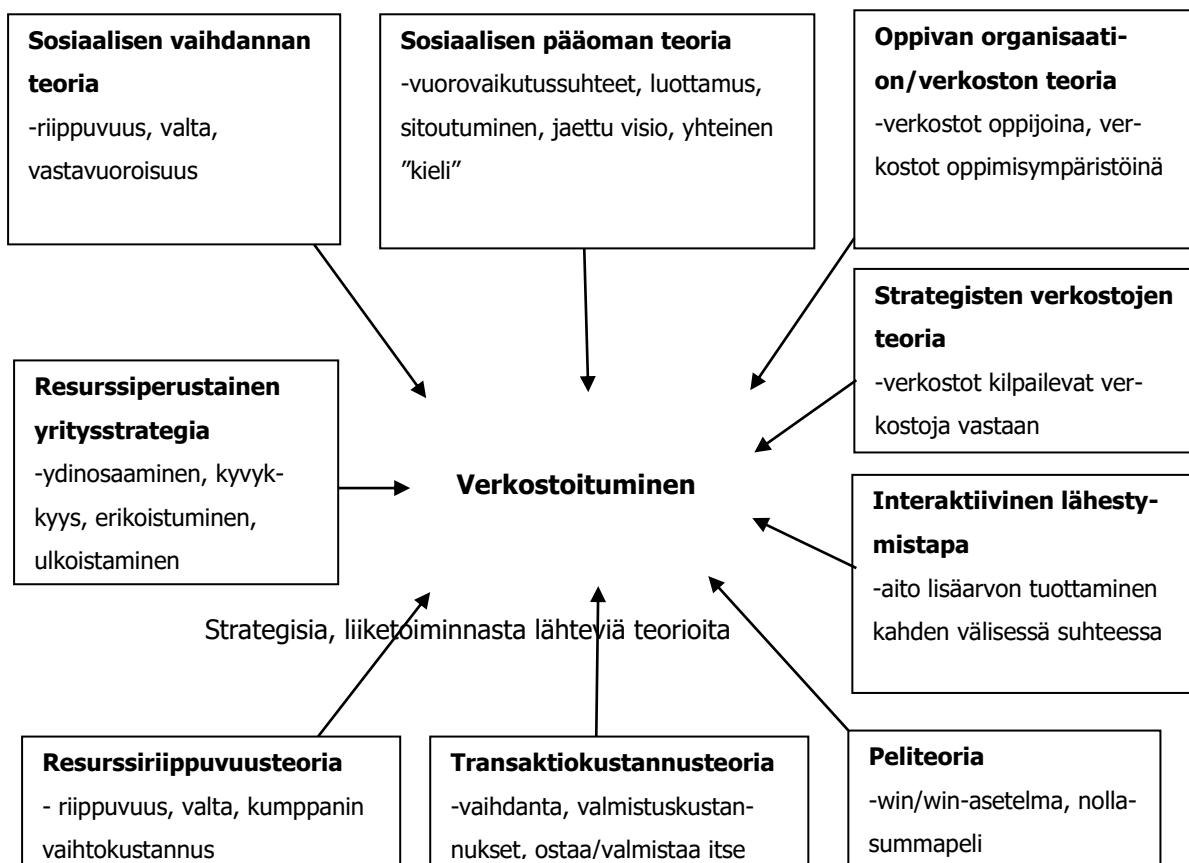 Sosiaalisen vaihdannan
teoria
-riippuvuus, valta,
vastavuoroisuus
Sosiaalisen pääoman teoria
-vuorovaikutussuhteet, luottamus,
sitoutuminen, jaettu visio, yhteinen
”kieli”
Oppivan organisaati-
on/verkoston teoria
-verkostot oppijoina, ver-
kostot oppimisympäristöinä
Strategisten verkostojen
teoria
-verkostot kilpailevat ver-
kostoja vastaan
Resurssiperustainen
yritysstrategia
-ydinosaaminen, kyvyk-
kyys, erikoistuminen,
ulkoistaminen
Verkostoituminen
Interaktiivinen lähesty-
mistapa
-aito lisäarvon tuottaminen
kahden välisessä suhteessa
Strategisia, liiketoiminnasta lähteviä teorioita
Resurssiriippuvuusteoria
- riippuvuus, valta, kumppanin
vaihtokustannus
Transaktiokustannusteoria
-vaihdanta, valmistuskustan-
nukset, ostaa/valmistaa itse
Peliteoria
-win/win-asetelma, nolla-
summapeli